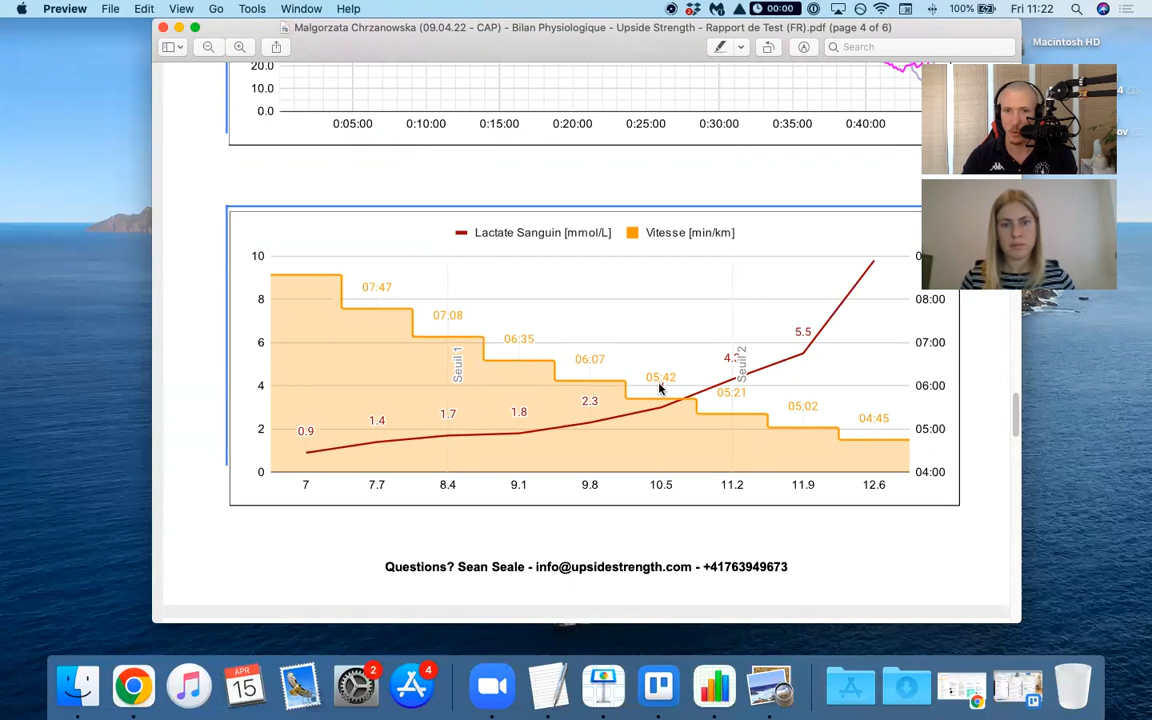 Preview File Edit View Go Tools Window Help 00:00 100% Fri 11:22
Malgorzata Chrzanowska (09.04.22 - CAP) - Bilan Physiologique - Upside Strength - Rapport de Test (FR).pdf (page 4 of 6)
Macintosh HD
Search
20.0
10.0
0.0
0:05:00 0:10:00 0:15:00 0:20:00 0:25:00 0:30:00 0:35:00 0:40:00
4
ov
Lactate Sanguin [mmol/L] Vitesse [min/km]
10
07:47
8 08:00
07:08
5.5
06:35
6 07:00
Seuil 1
Seuil 2
06:07
05:42
4 06:00
05:21
2.3
05:02
1.8
1.7
1.4
04:45
0.9
2 05:00
0 04:00
7 7.7 8.4 9.1 9.8 10.5 11.2 11.9 12.6
Questions? Sean Seale - info@upsidestrength.com - +41763949673
APR
15
2
4